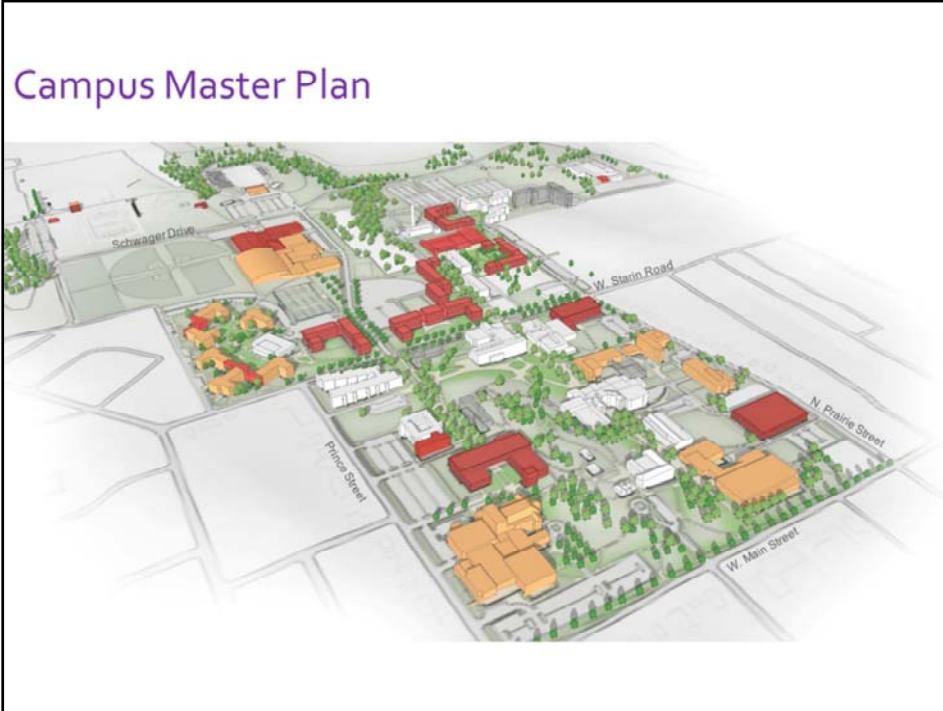 Campus Master Plan
Schwager Drive
W. Starin Road
N. Prairie Street
Prince Street
W. Main Street